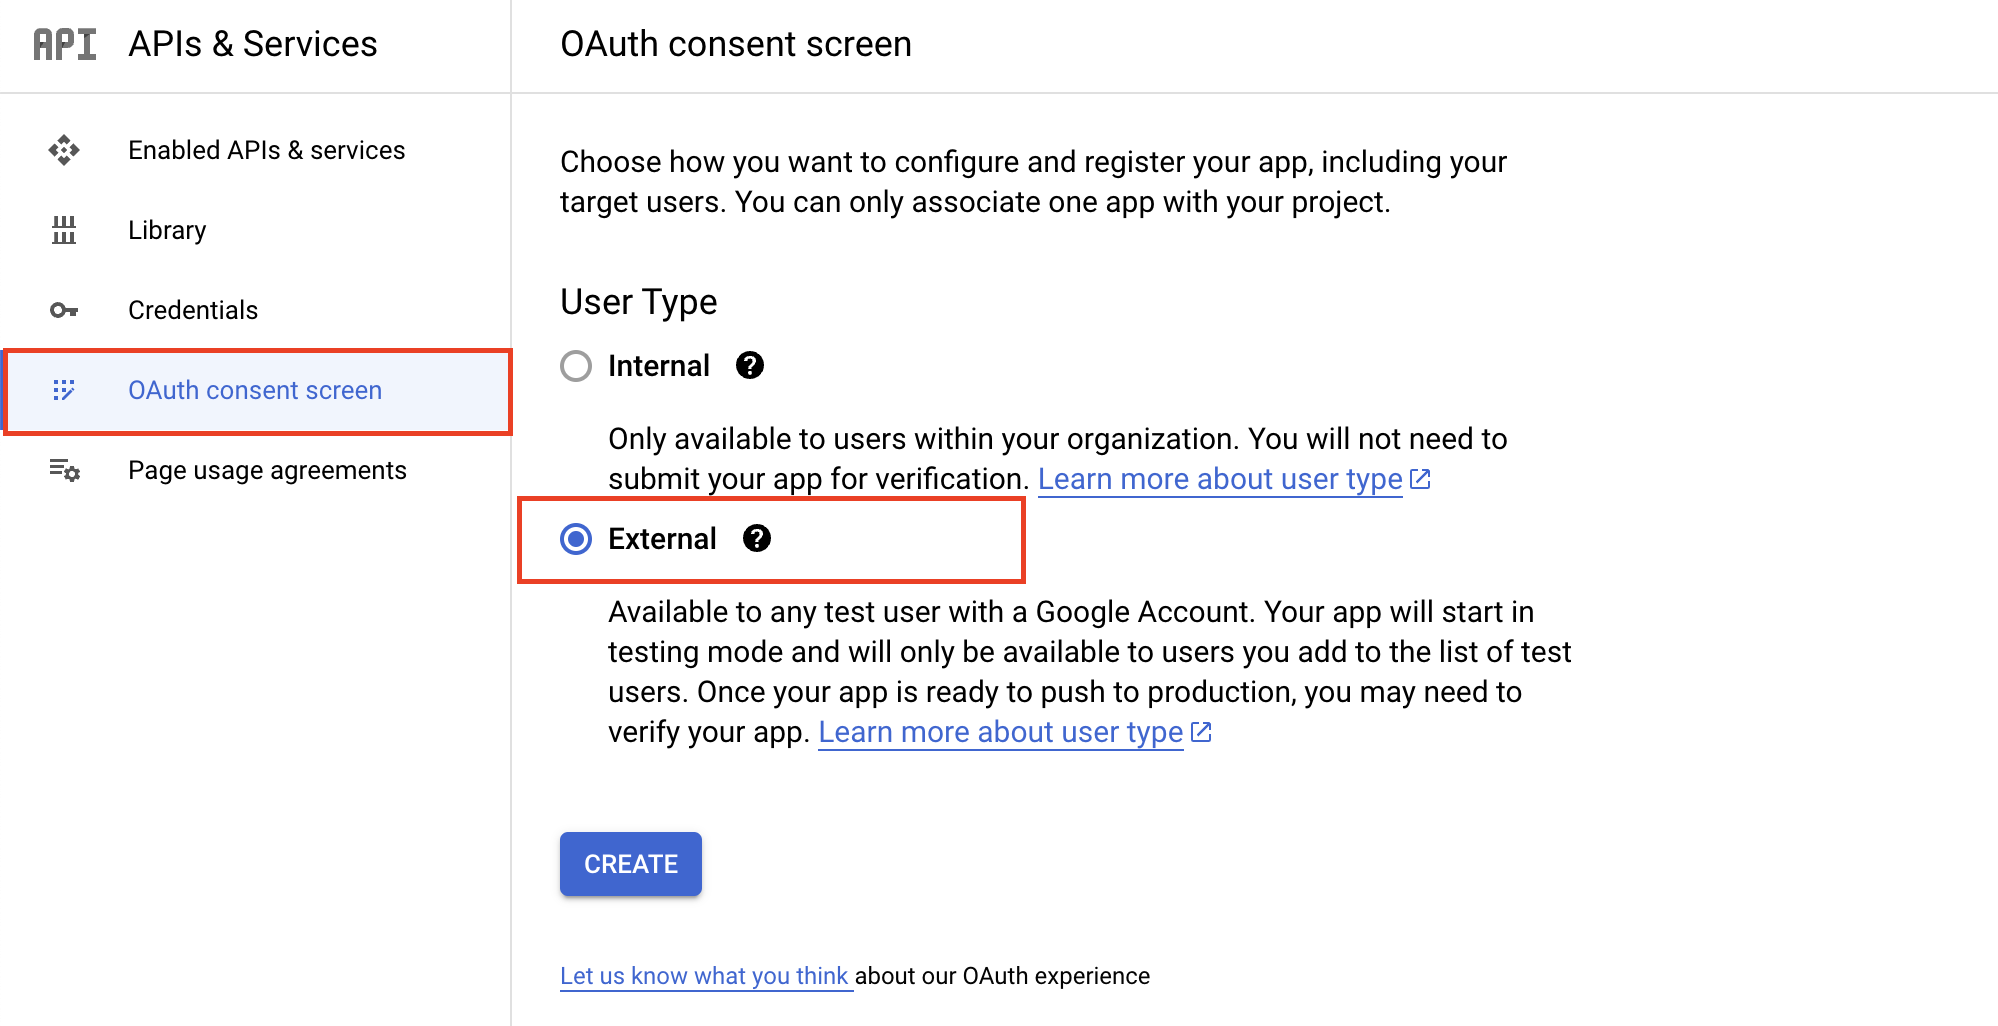 API APIs & Services
OAuth consent screen
Enabled APIs & services
Library
Credentials
OAuth consent screen
Page usage agreements
Choose how you want to configure and register your app, including your
target users. You can only associate one app with your project.
User Type
Internal ?
Only available to users within your organization. You will not need to
submit your app for verification. Learn more about user type
External ?
Available to any test user with a Google Account. Your app will start in
testing mode and will only be available to users you add to the list of test
users. Once your app is ready to push to production, you may need to
verify your app. Learn more about user type
CREATE
Let us know what you think about our OAuth experience